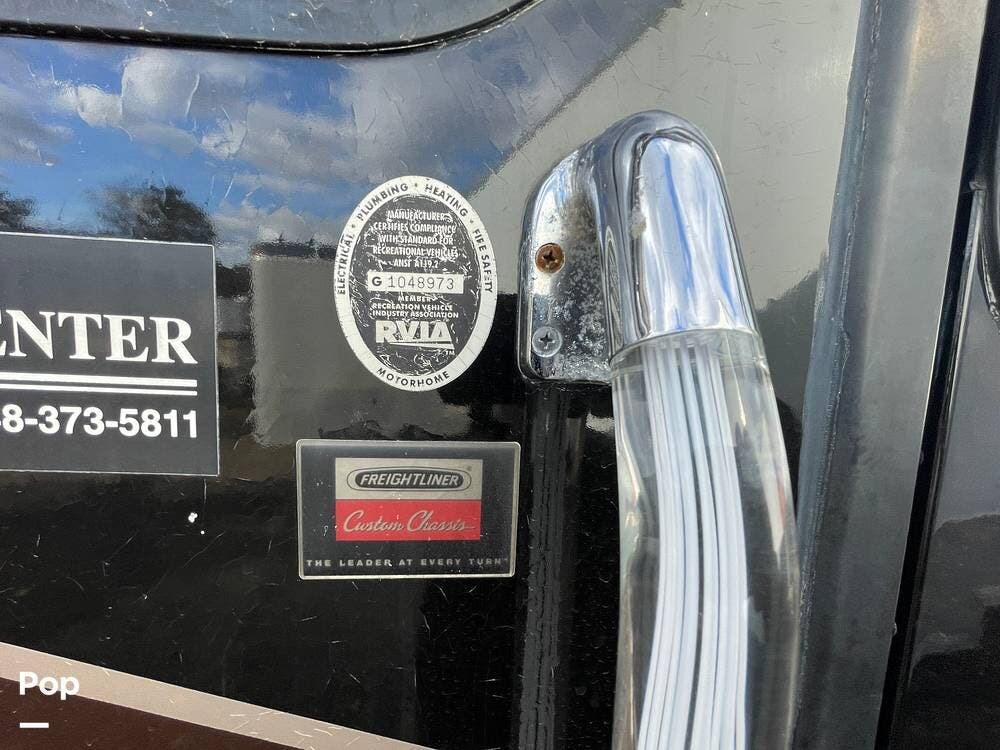 ENTER
8-373-5811
ELECTRICAL • PLUMBING • HEATING • FIRE SAFETY
MANUFACTURER
CERTIFIES COMPLIANCE
WITH STANDARD FOR
RECREATIONAL VEHICLES
ANSI A119.2
G 1048973
MEMBER
RECREATION VEHICLE
INDUSTRY ASSOCIATION
RVIA
MOTORHOME
FREIGHTLINER
Custom Chassis
THE LEADER AT EVERY TURN
Pop